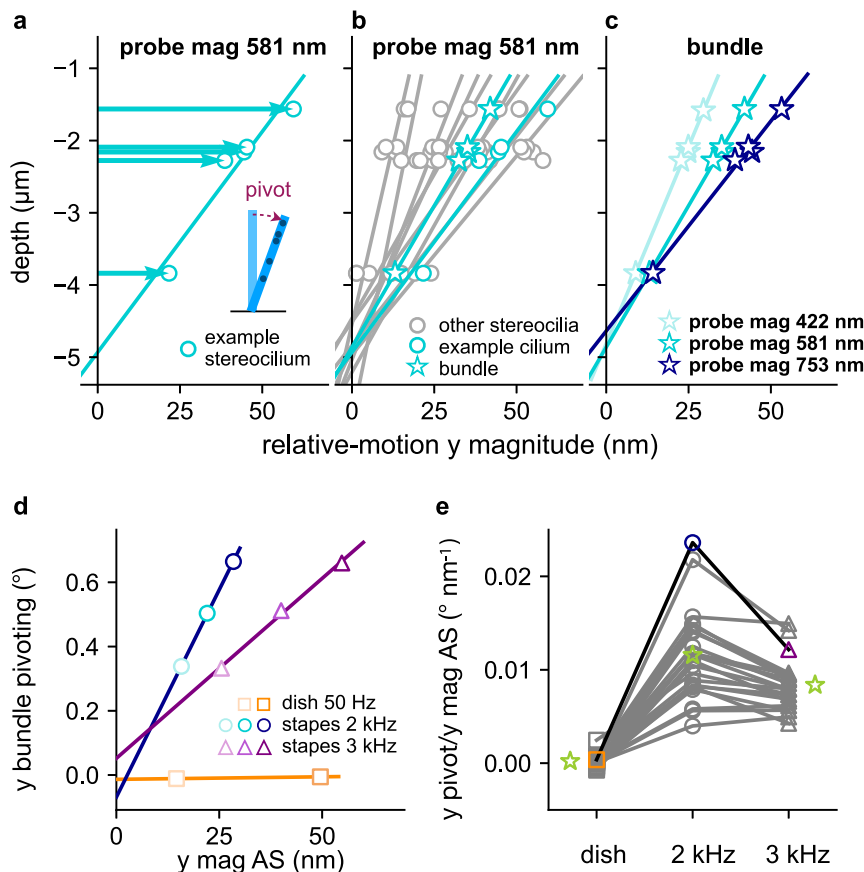 a
probe mag 581 nm
b
probe mag 581 nm
c
bundle
depth (µm)
−1
−2
−3
−4
−5
pivot
example
stereocilium
other stereocilia
example cilium
bundle
probe mag 422 nm
probe mag 581 nm
probe mag 753 nm
0 25 50
0 25 50
0 25 50
relative-motion y magnitude (nm)
d
y bundle pivoting (°)
0.6
0.4
0.2
0.0
dish 50 Hz
stapes 2 kHz
stapes 3 kHz
0 25 50
y mag AS (nm)
e
y pivot/y mag AS (° nm⁻¹)
0.02
0.01
0.00
dish 2 kHz 3 kHz